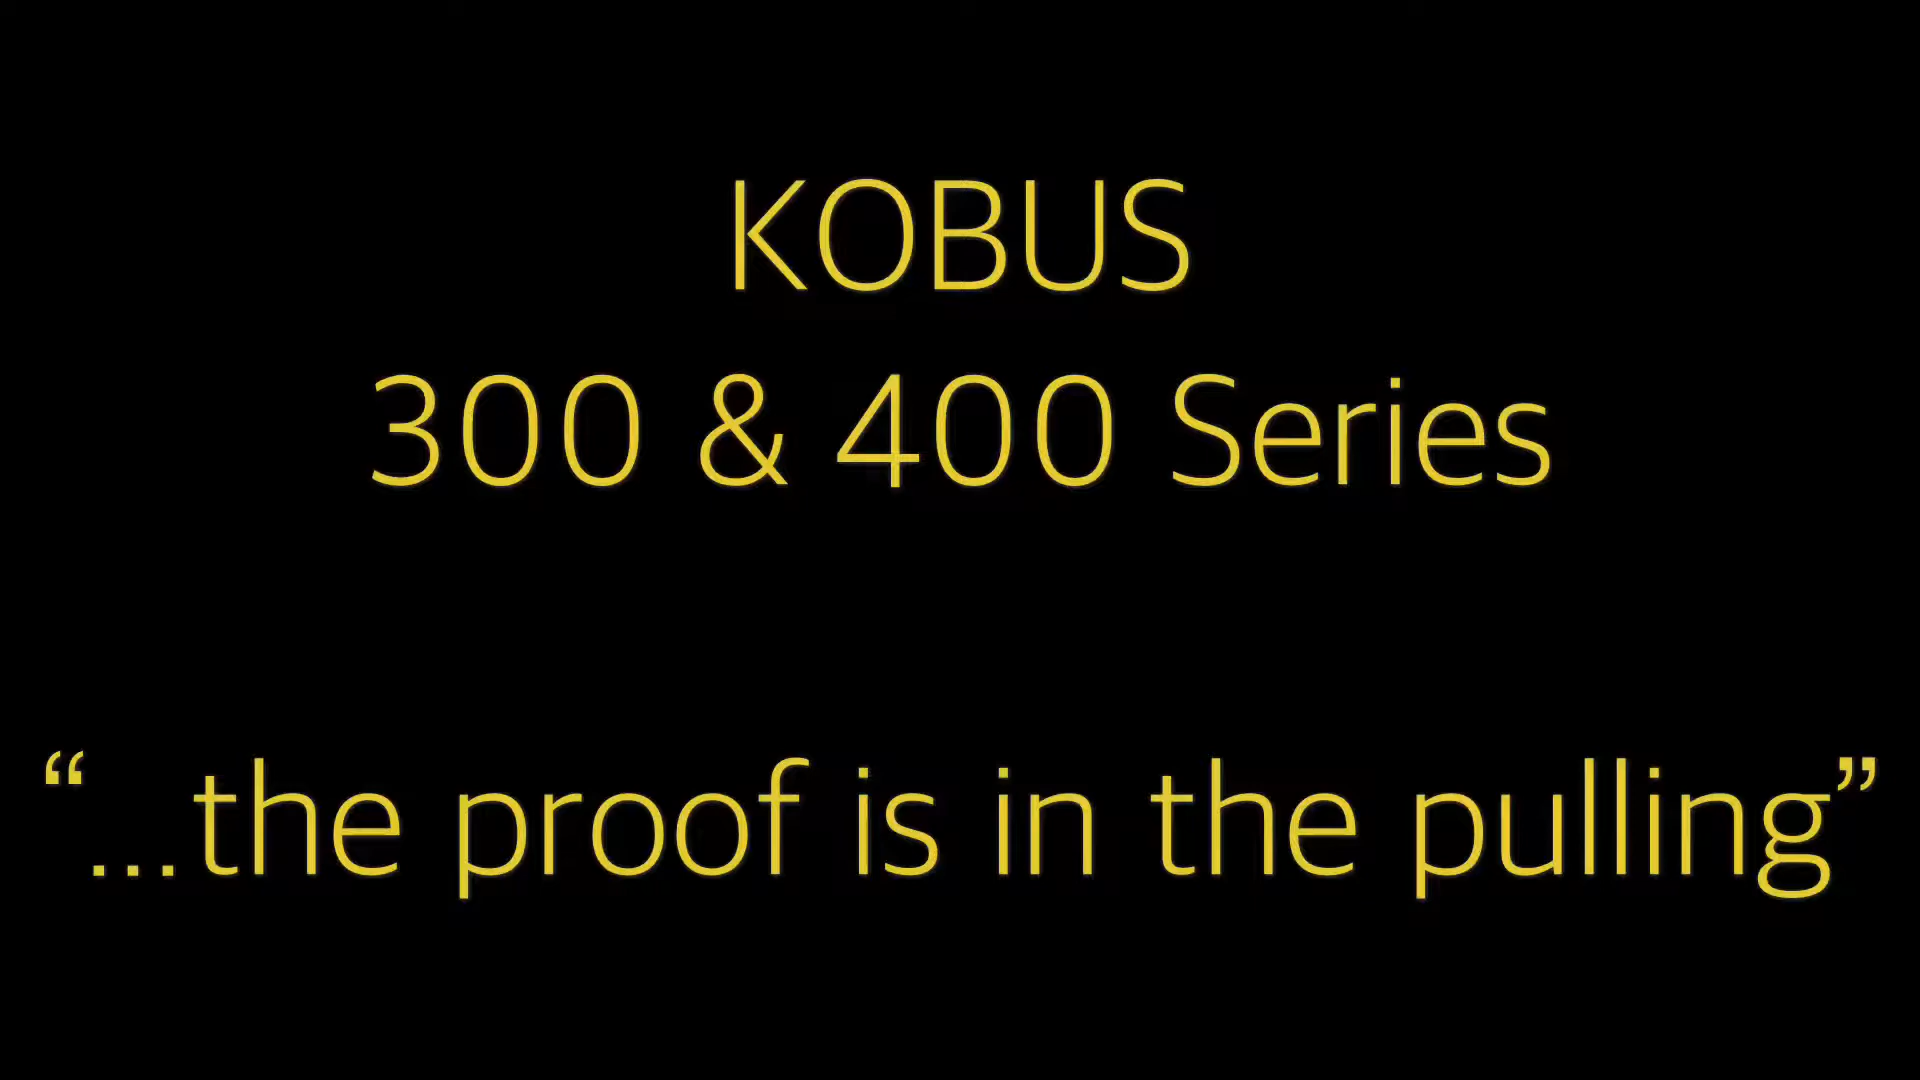 KOBUS
300 & 400 Series
“...the proof is in the pulling”